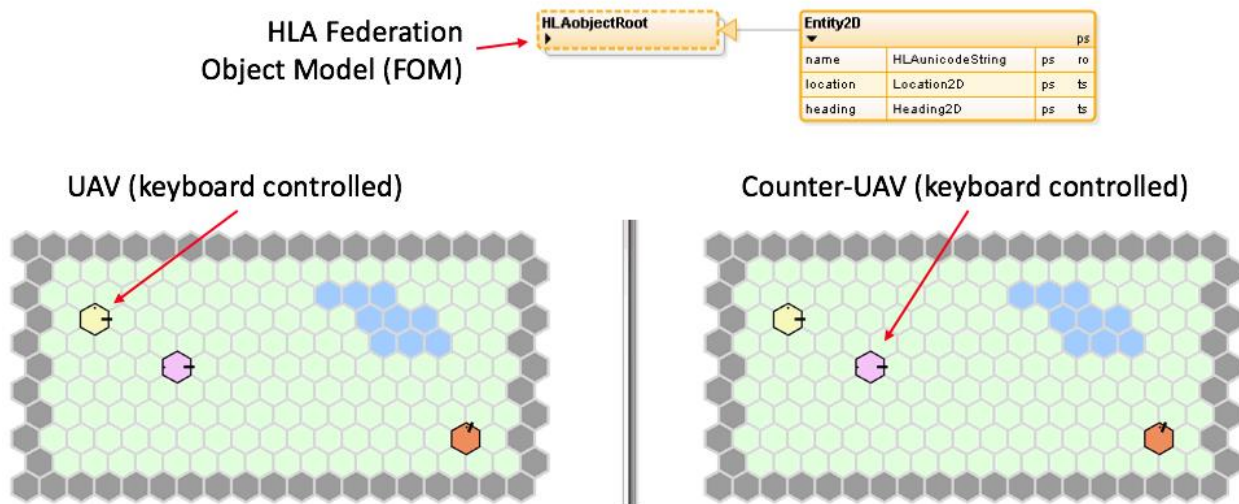 HLA Federation
Object Model (FOM)
HLAobjectRoot
Entity2D
ps
name HLAunicodeString ps ro
location Location2D ps ts
heading Heading2D ps ts
UAV (keyboard controlled)
Counter-UAV (keyboard controlled)